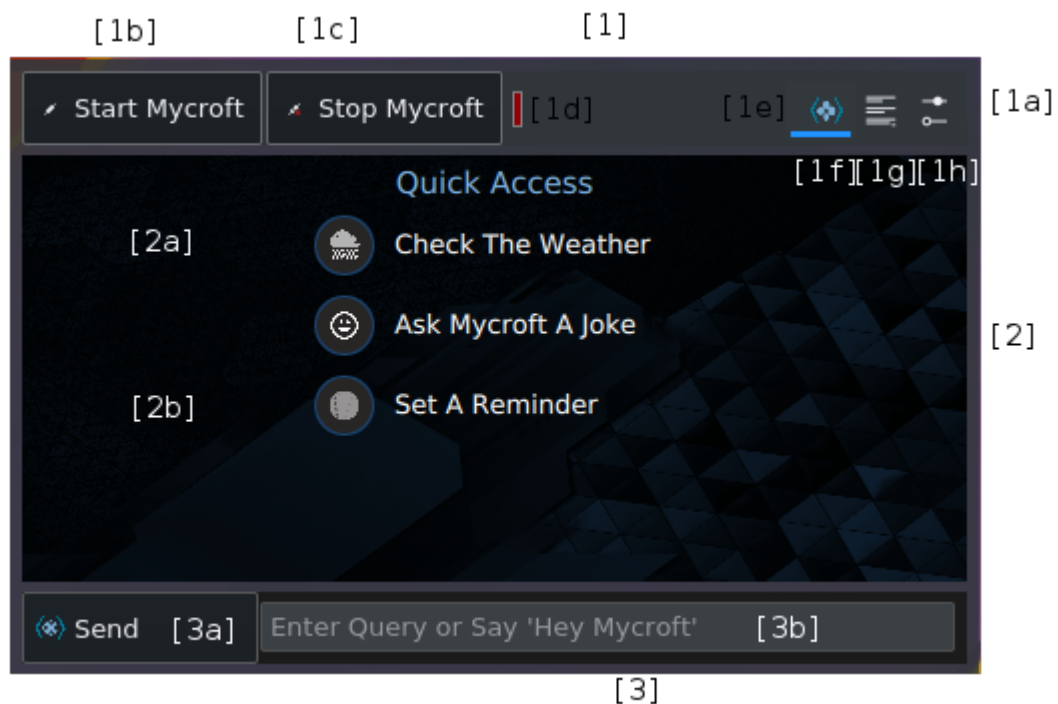 [1b] [1c] [1]
Start Mycroft Stop Mycroft [1d] [1e] [1a]
[1f][1g][1h]
Quick Access
[2a] Check The Weather
Ask Mycroft A Joke [2]
[2b] Set A Reminder
Send [3a] Enter Query or Say 'Hey Mycroft' [3b]
[3]